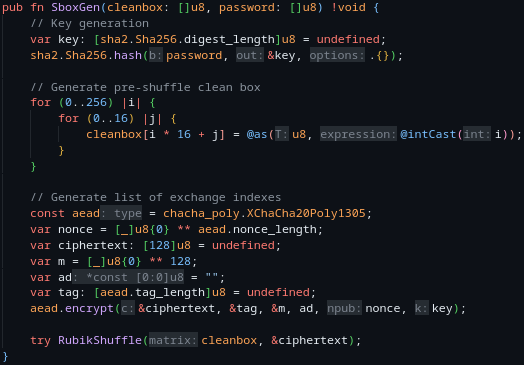 pub fn SboxGen(cleanbox: []u8, password: []u8) !void {
    // Key generation
    var key: [sha2.Sha256.digest_length]u8 = undefined;
    sha2.Sha256.hash(b: password, out: &key, options: .{});

    // Generate pre-shuffle clean box
    for (0..256) |i| {
        for (0..16) |j| {
            cleanbox[i * 16 + j] = @as(T: u8, expression: @intCast(int: i));
        }
    }

    // Generate list of exchange indexes
    const aead: type = chacha_poly.XChaCha20Poly1305;
    var nonce = [_]u8{0} ** aead.nonce_length;
    var ciphertext: [128]u8 = undefined;
    var m = [_]u8{0} ** 128;
    var ad: *const [0:0]u8 = "";
    var tag: [aead.tag_length]u8 = undefined;
    aead.encrypt(c: &ciphertext, &tag, &m, ad, npub: nonce, k: key);

    try RubikShuffle(matrix: cleanbox, &ciphertext);
}